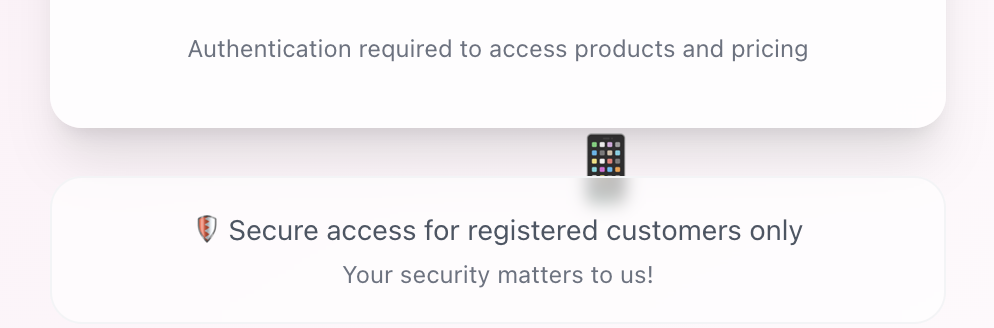 Authentication required to access products and pricing
Secure access for registered customers only
Your security matters to us!